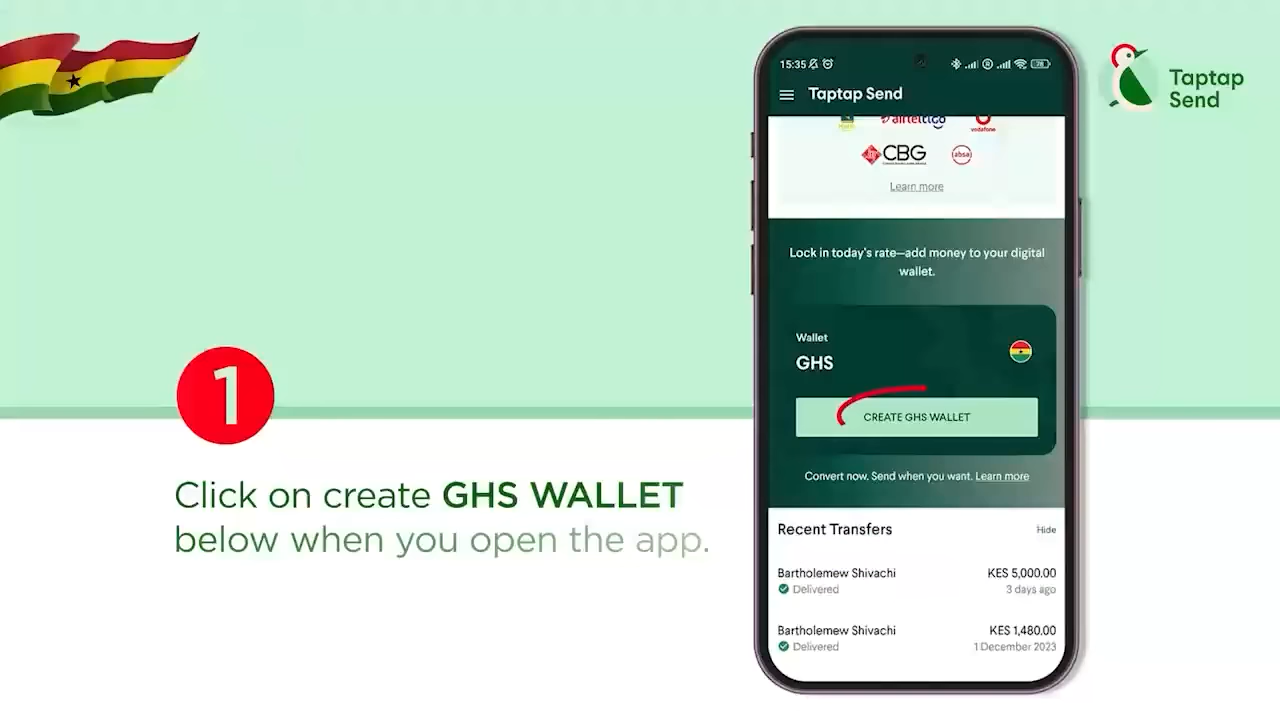 Taptap
Send
1
Click on create GHS WALLET
below when you open the app.
15:35
78
Taptap Send
airteltigo
vodafone
CBG
absa
Learn more
Lock in today's rate—add money to your digital
wallet.
Wallet
GHS
CREATE GHS WALLET
Convert now. Send when you want. Learn more
Recent Transfers
Hide
Bartholemew Shivachi
KES 5,000.00
Delivered
3 days ago
Bartholemew Shivachi
KES 1,480.00
Delivered
1 December 2023